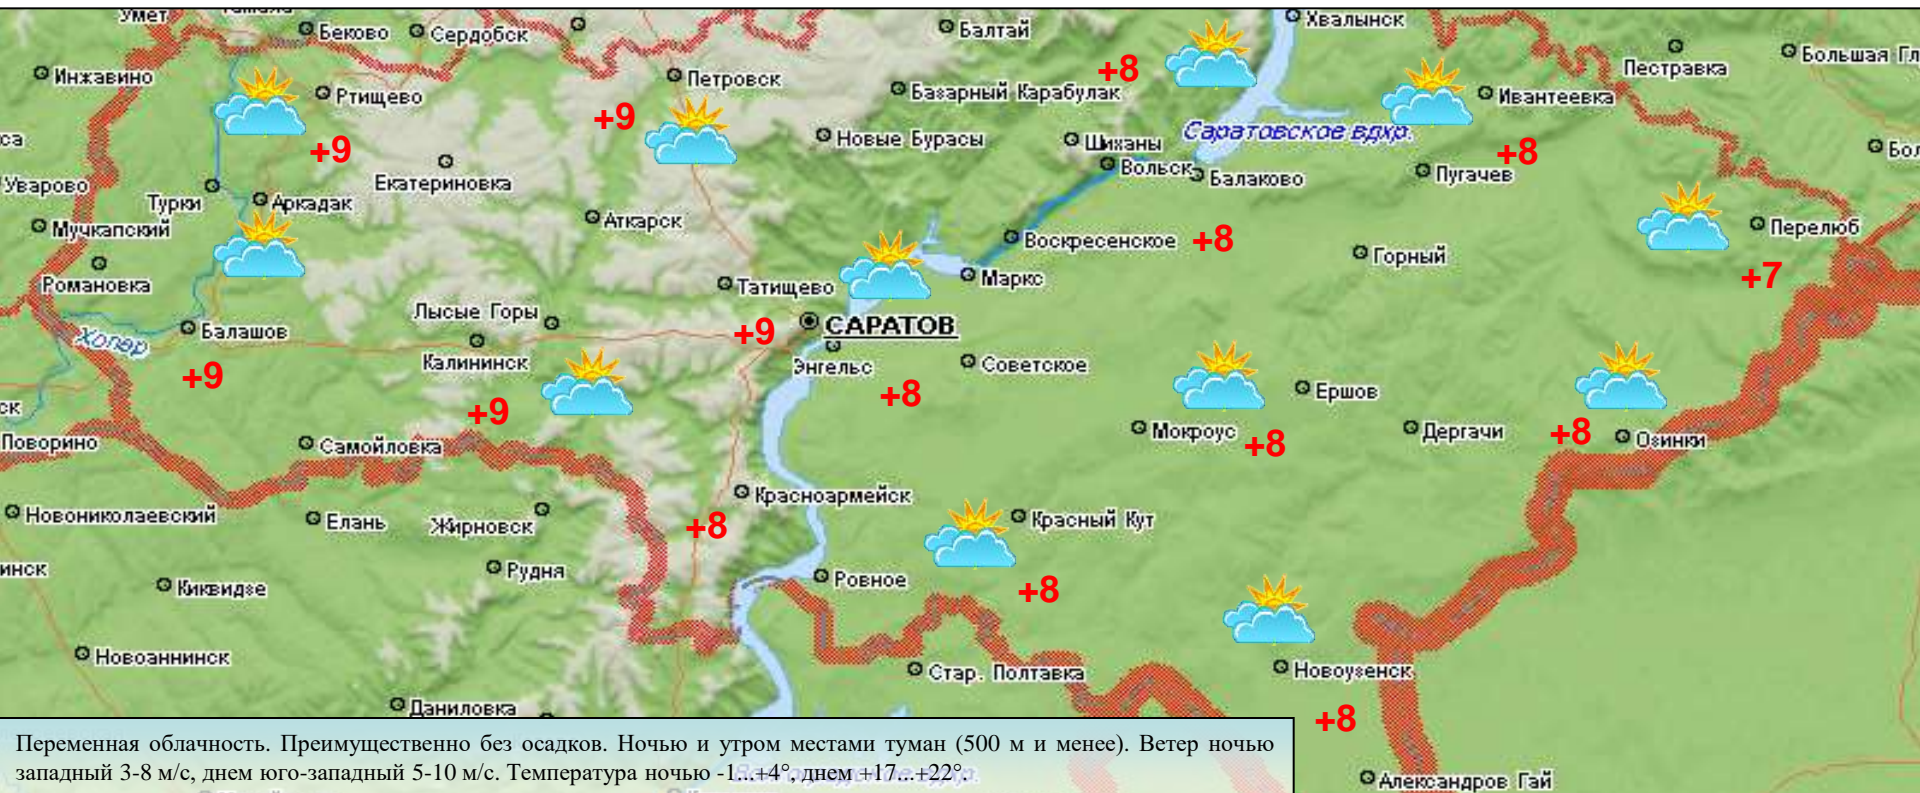 Умет
Беково
Сердобск
Балтай
Хвалынск
Инжавино
Ртищево
Петровск
+8
Базарный Карабулак
Ивантеевка
Пестравка
Большая Гл
+9
+9
Новые Бурасы
Шиханы
Саратовское вдхр.
+8
са
Уварово
Екатериновка
Вольск
Балаково
Пугачев
Бол
Турки
Аркадак
Мучкапский
Аткарск
Воскресенское
+8
Горный
Перелюб
Романовка
Татищево
Маркс
+7
Лысые Горы
Хопер
Балашов
+9
САРАТОВ
Калининск
Энгельс
Советское
+9
+9
+8
Ершов
ск
Поворино
Самойловка
Мокроус
+8
Дергачи
+8
Озинки
Новониколаевский
Елань
Жирновск
Красноармейск
+8
Красный Кут
инск
Киквидзе
Рудня
Ровное
+8
Новоаннинск
Стар. Полтавка
Новоузенск
Даниловка
+8
Переменная облачность. Преимущественно без осадков. Ночью и утром местами туман (500 м и менее). Ветер ночью
западный 3-8 м/с, днем юго-западный 5-10 м/с. Температура ночью -1...+4°, днем +17...+22°.
Александров Гай